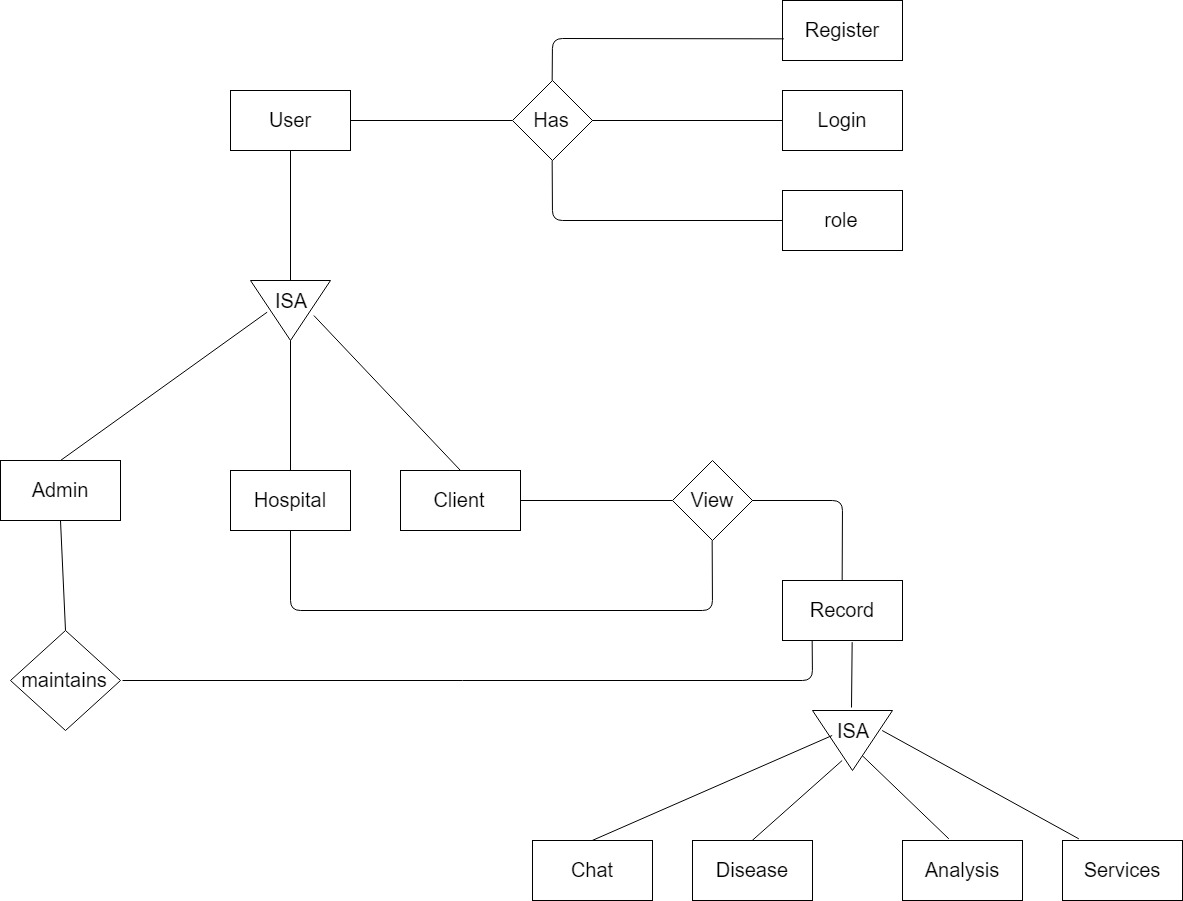 Register
User
Has
Login
role
ISA
Admin
Hospital
Client
View
Record
maintains
ISA
Chat
Disease
Analysis
Services